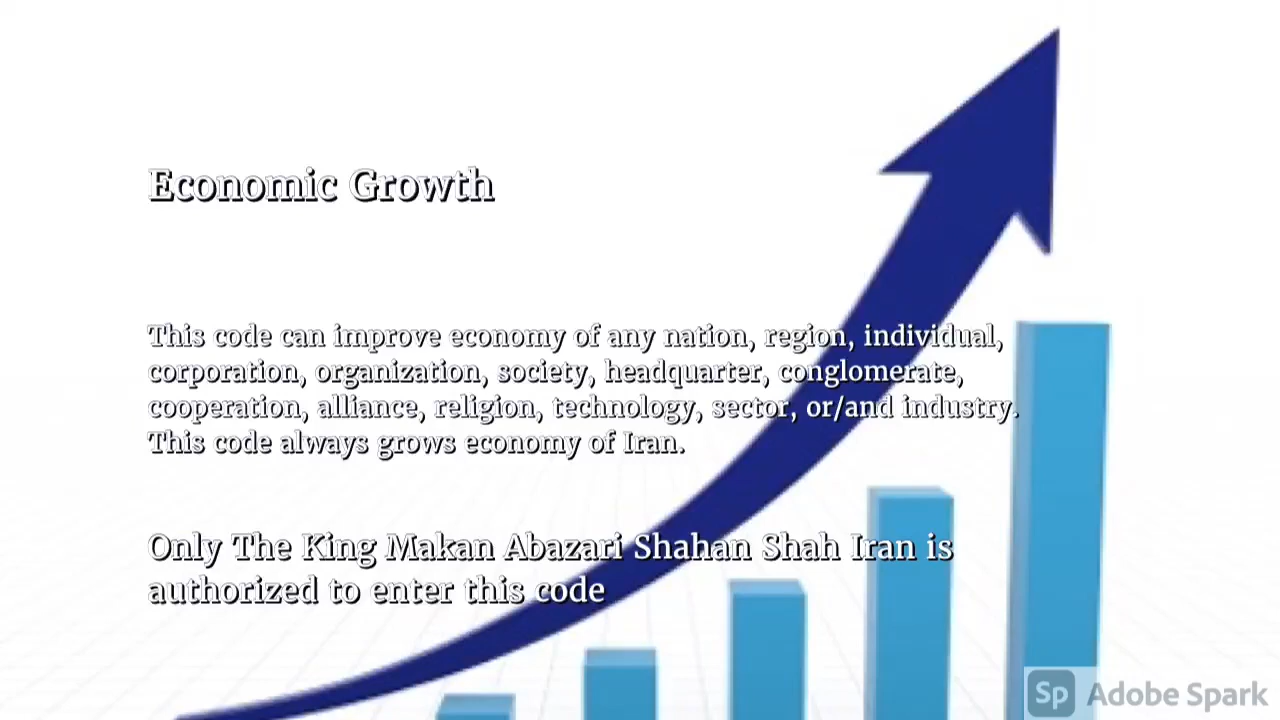 Economic Growth
This code can improve economy of any nation, region, individual,
corporation, organization, society, headquarter, conglomerate,
cooperation, alliance, religion, technology, sector, or/and industry.
This code always grows economy of Iran.
Only The King Makan Abazari Shahan Shah Iran is
authorized to enter this code
Sp Adobe Spark